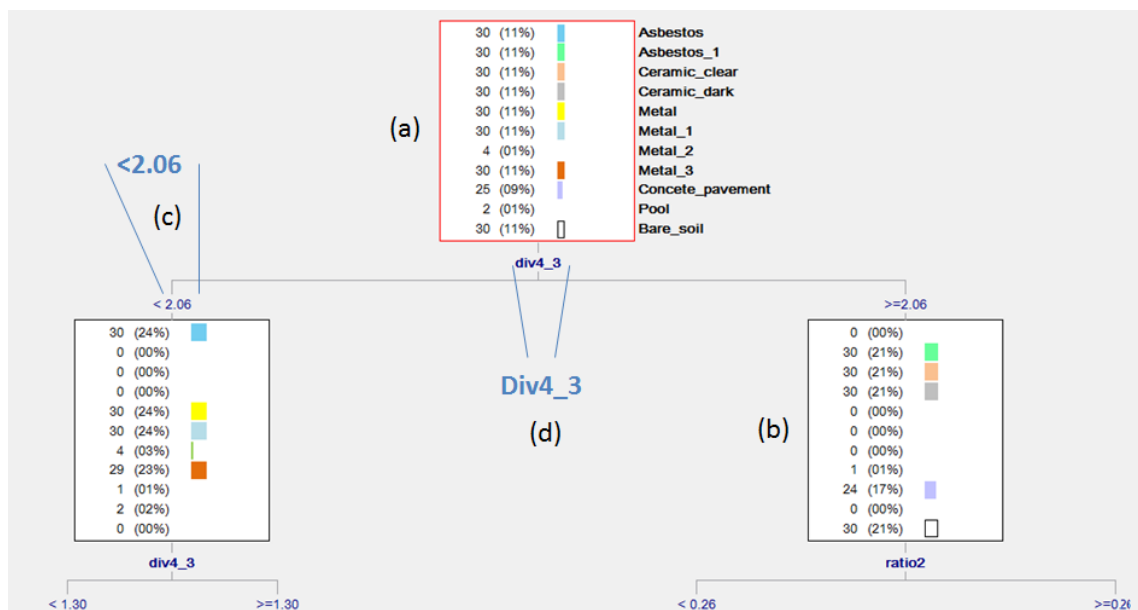 30 (11%) Asbestos
30 (11%) Asbestos_1
30 (11%) Ceramic_clear
30 (11%) Ceramic_dark
30 (11%) Metal
30 (11%) Metal_1
4 (01%) Metal_2
30 (11%) Metal_3
25 (09%) Concete_pavement
2 (01%) Pool
30 (11%) Bare_soil
(a)
<2.06
(c)
div4_3
< 2.06
>=2.06
30 (24%)
0 (00%)
0 (00%)
0 (00%)
30 (24%)
30 (24%)
4 (03%)
29 (23%)
1 (01%)
2 (02%)
0 (00%)
Div4_3
(d)
(b)
0 (00%)
30 (21%)
30 (21%)
30 (21%)
0 (00%)
0 (00%)
0 (00%)
1 (01%)
24 (17%)
0 (00%)
30 (21%)
div4_3
ratio2
< 1.30
>=1.30
< 0.26
>=0.26